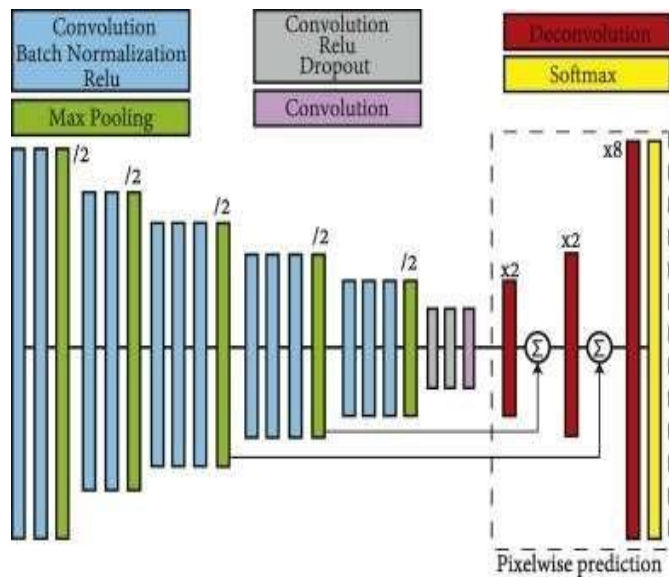 Convolution
Batch Normalization
Relu
Max Pooling
Convolution
Relu
Dropout
Convolution
Deconvolution
Softmax
/2
/2
/2
/2
/2
x2
x2
x8
Σ
Σ
Pixelwise prediction